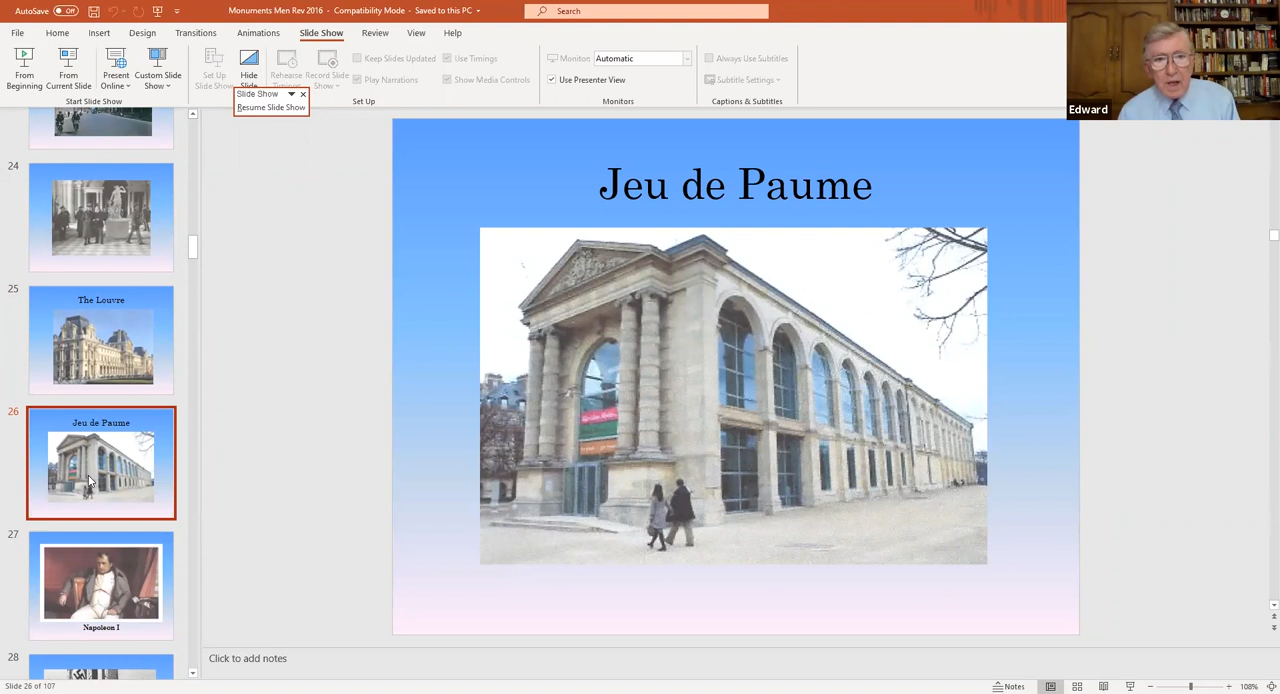 AutoSave
Off
Monuments Men Rev 2016 - Compatibility Mode - Saved to this PC
Search
File
Home
Insert
Design
Transitions
Animations
Slide Show
Review
View
Help
From Beginning
From Current Slide
Present Online
Custom Slide Show
Start Slide Show
Set Up Slide Show
Hide Slide
Rehearse
Record Slide Show
Keep Slides Updated
Play Narrations
Use Timings
Show Media Controls
Set Up
Slide Show
Resume Slide Show
Monitor:
Automatic
Use Presenter View
Monitors
Always Use Subtitles
Subtitle Settings
Captions & Subtitles
Edward
24
25
The Louvre
26
Jeu de Paume
27
Napoleon I
28
Jeu de Paume
Click to add notes
Slide 26 of 107
Notes
108%